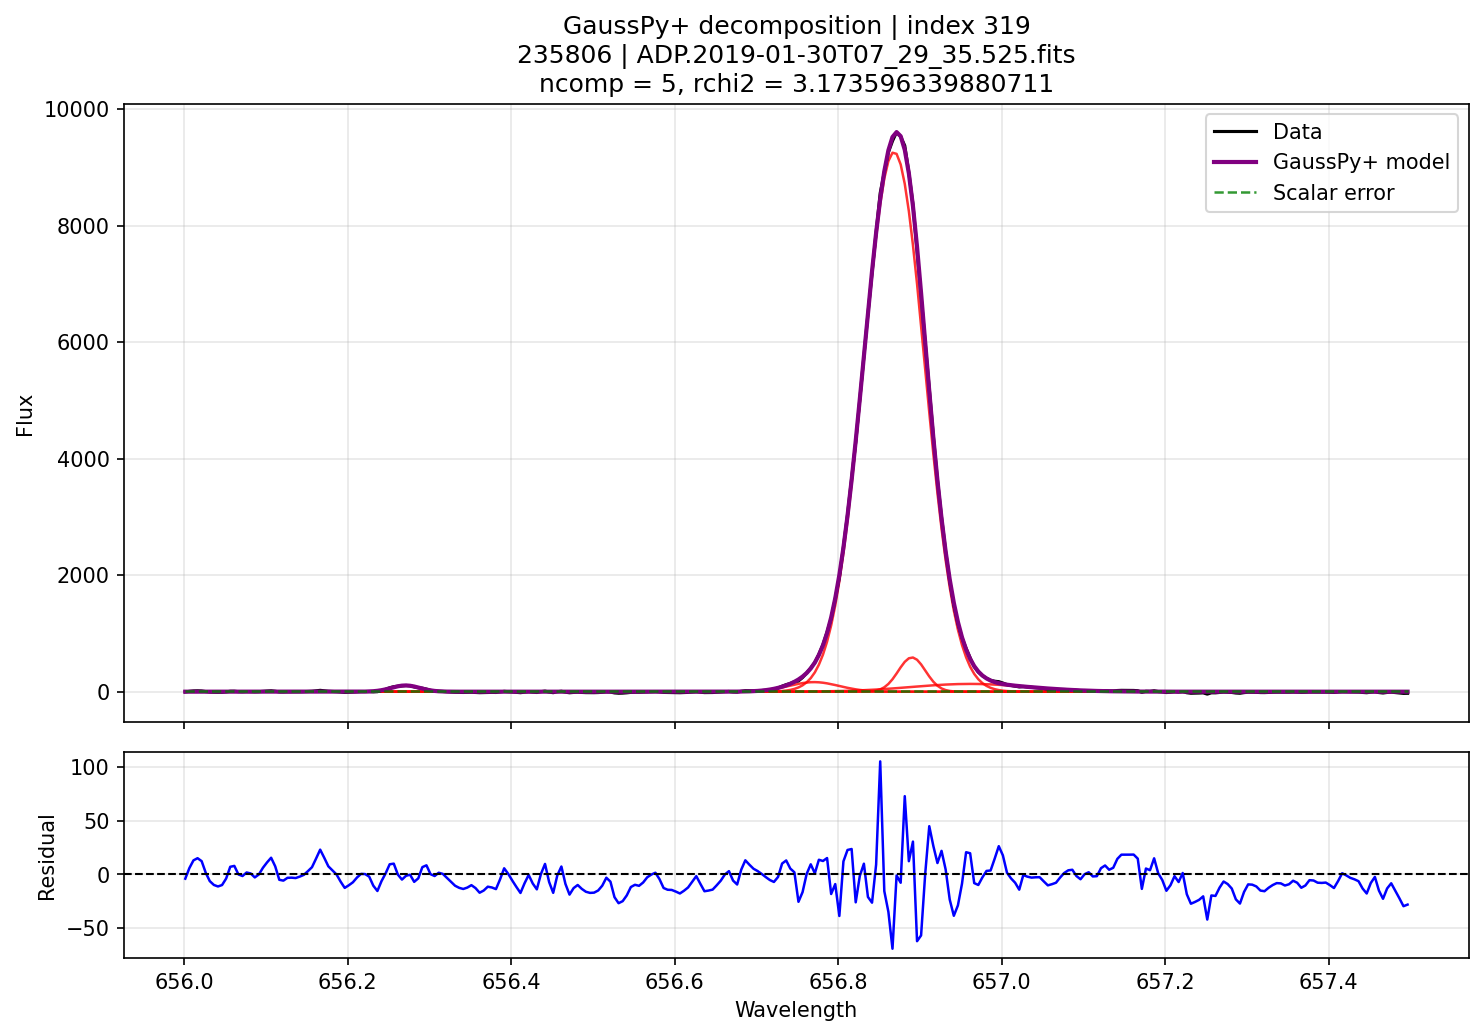 GaussPy+ decomposition | index 319
235806 | ADP.2019-01-30T07_29_35.525.fits
ncomp = 5, rchi2 = 3.173596339880711
10000
8000
6000
4000
2000
0
Flux
Data
GaussPy+ model
Scalar error
100
50
0
−50
Residual
656.0
656.2
656.4
656.6
656.8
657.0
657.2
657.4
Wavelength